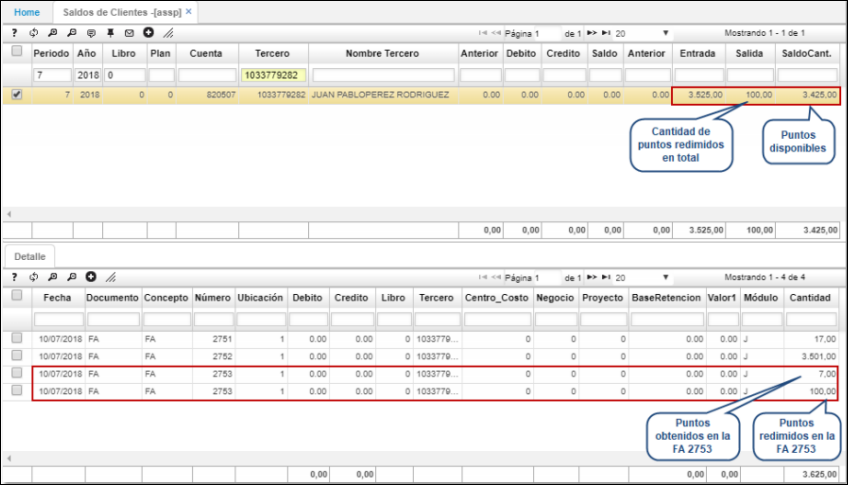 Home Saldos de Clientes -[assp] ×
? Página 1 de 1 20 Mostrando 1 - 1 de 1
Periodo Año Libro Plan Cuenta Tercero Nombre Tercero Anterior Debito Credito Saldo Anterior Entrada Salida SaldoCant.
7 2018 0 1033779282
7 2018 0 0 820507 1033779282 JUAN PABLOPEREZ RODRIGUEZ 0.00 0.00 0.00 0.00 0.00 3.525,00 100,00 3.425,00
Cantidad de
puntos redimidos
en total
Puntos
disponibles
0,00 0,00 0,00 0,00 0,00 3.525,00 100,00 3.425,00
Detalle
? Página 1 de 1 20 Mostrando 1 - 4 de 4
Fecha Documento Concepto Número Ubicación Debito Credito Libro Tercero Centro_Costo Negocio Proyecto BaseRetencion Valor1 Módulo Cantidad
10/07/2018 FA FA 2751 1 0.00 0.00 0 1033779... 0 0 0.00 0.00 J 17,00
10/07/2018 FA FA 2752 1 0.00 0.00 0 1033779... 0 0 0.00 0.00 J 3.501,00
10/07/2018 FA FA 2753 1 0.00 0.00 0 1033779... 0 0 0.00 0.00 J 7,00
10/07/2018 FA FA 2753 1 0.00 0.00 0 1033779... 0 0 0.00 0.00 J 100,00
Puntos
obtenidos en la
FA 2753
Puntos
redimidos en la
FA 2753
0,00 0,00 0,00 0,00 3.625,00